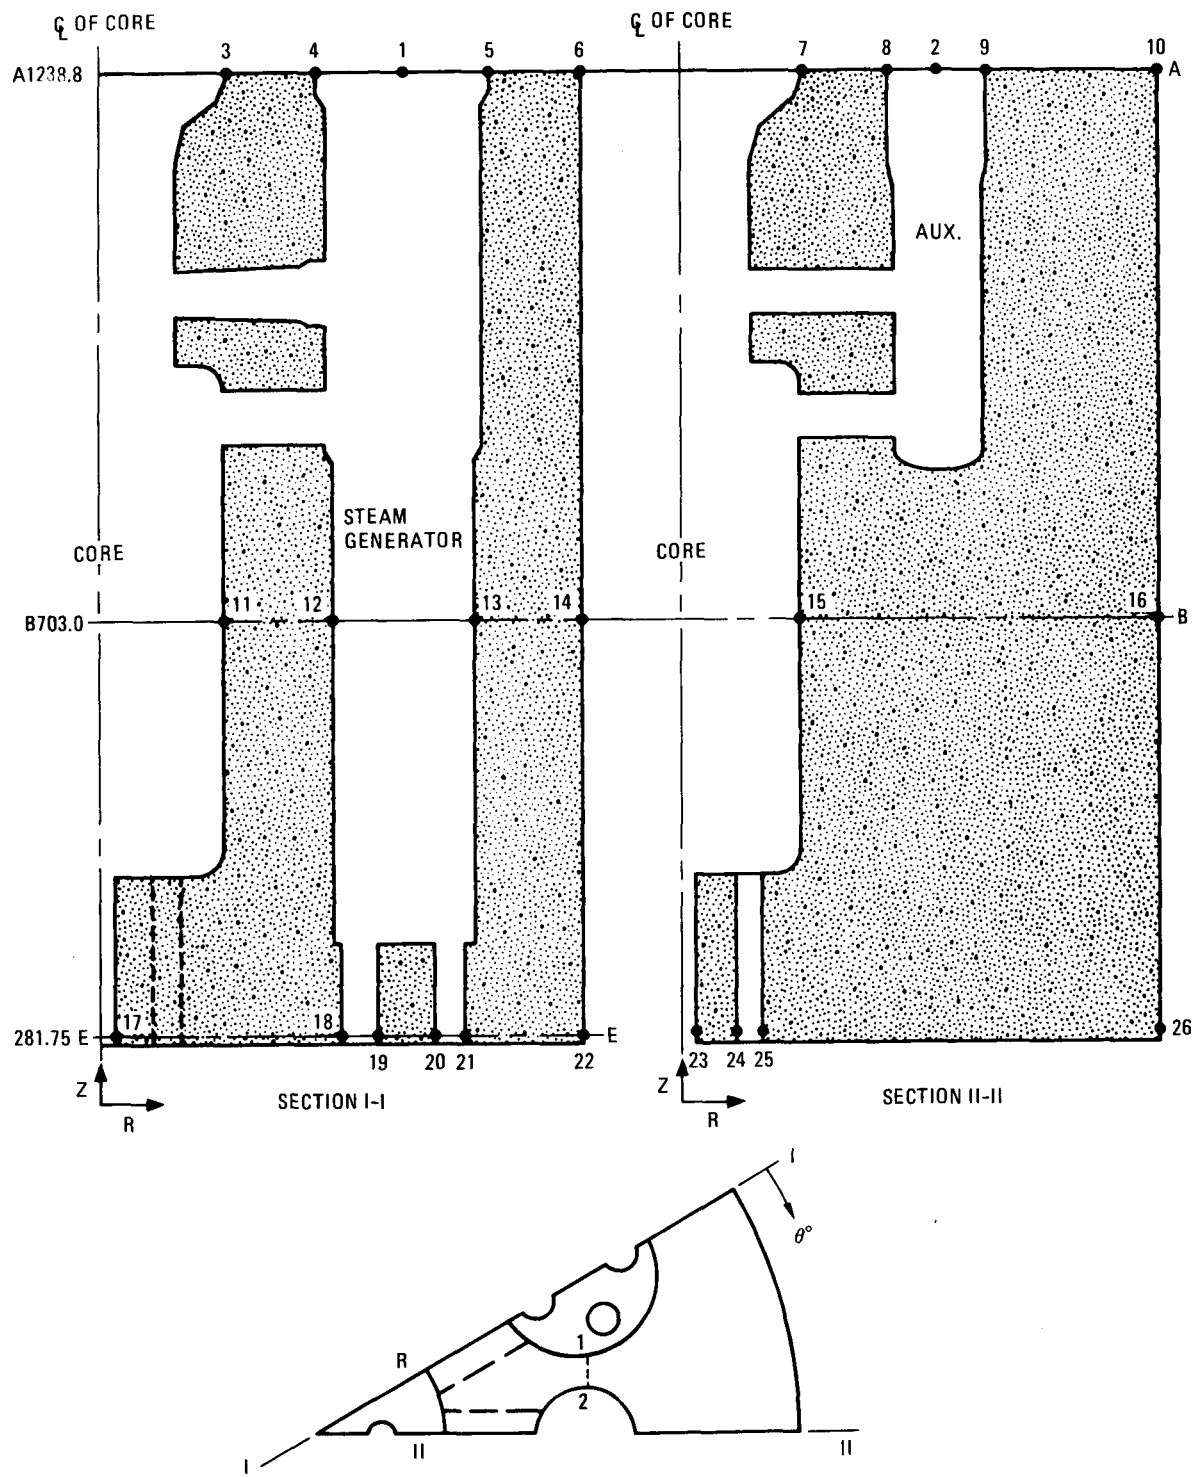 ℄ OF CORE
℄ OF CORE
3 4 1 5 6 7 8 2 9 10
A1238.8 A
AUX.
STEAM
GENERATOR
CORE CORE
11 12 13 14 15 16
B703.0 B
17 18
281.75 E E
19 20 21 22 23 24 25 26
Z Z
R R
SECTION I-I SECTION II-II
I
θ°
1
R
2
II II
I